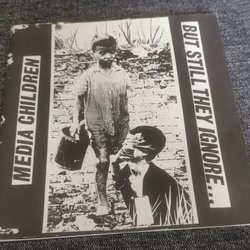 MEDIA CHILDREN
BUT STILL THEY IGNORE...